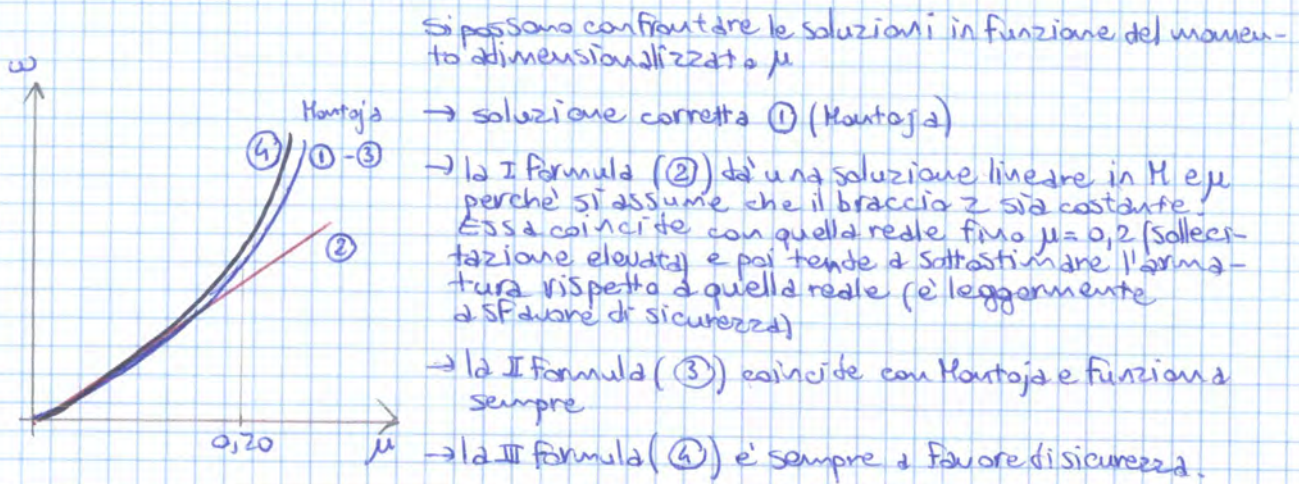 si possono confrontare le soluzioni in funzione del momen-
to adimensionalizzato μ
ω
Montoja
→ soluzione corretta ① (Montoja)
④ ① - ③
→ la I formula (②) dà una soluzione lineare in M e μ
perchè si assume che il braccio z sia costante.
Essa coincide con quella reale fino μ = 0,2 (solleci-
②
tazione elevata) e poi tende a sottostimare l'arma-
tura rispetto a quella reale (è leggermente
a sfavore di sicurezza)
→ la II formula (③) coincide con Montoja e funziona
sempre
0,20
μ
→ la III formula (④) è sempre a favore di sicurezza.